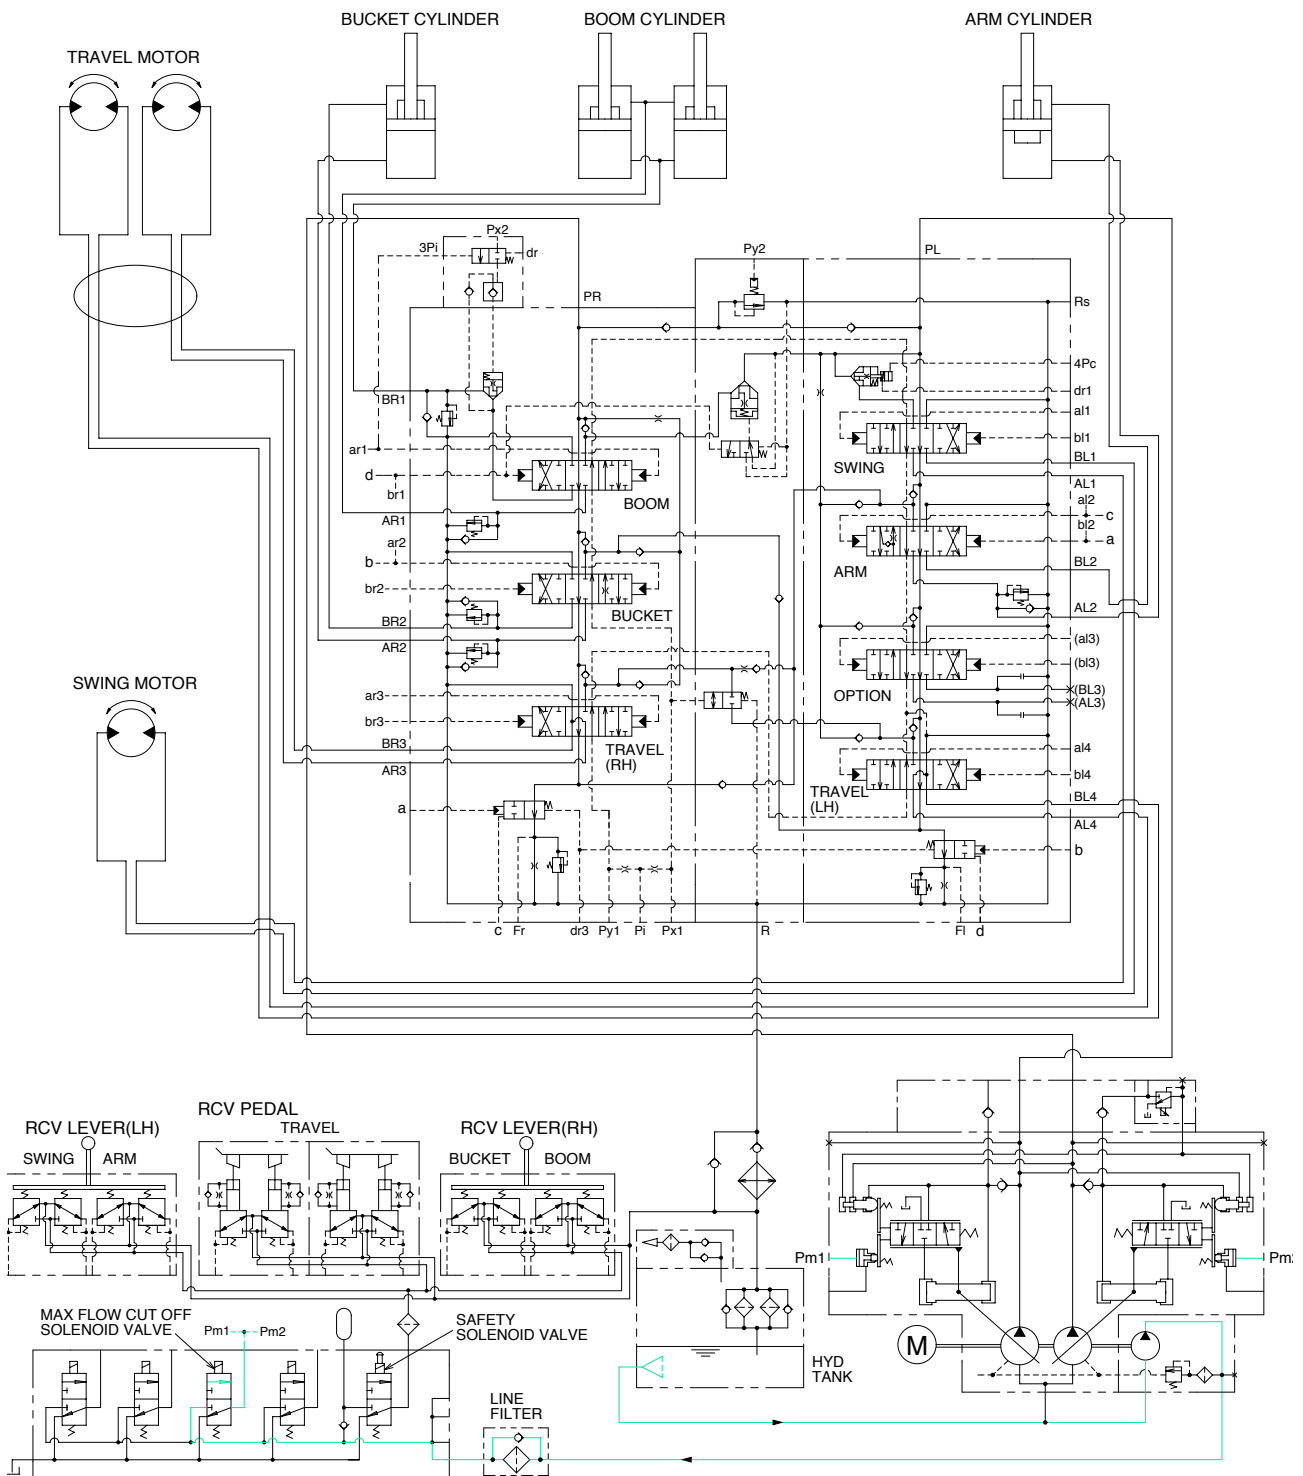 BUCKET CYLINDER
BOOM CYLINDER
ARM CYLINDER
TRAVEL MOTOR
Px2
3Pi
dr
Py2
PL
PR
Rs
4Pc
dr1
BR1
al1
ar1
bl1
d
SWING
BL1
br1
BOOM
AL1
al2
AR1
c
ar2
bl2
a
b
ARM
BL2
br2
BUCKET
AL2
BR2
(al3)
AR2
(bl3)
SWING MOTOR
ar3
OPTION
(BL3)
(AL3)
br3
BR3
TRAVEL
(RH)
al4
AR3
TRAVEL
(LH)
bl4
BL4
a
AL4
b
c
Fr
dr3
Py1
Pi
Px1
R
Fl
d
RCV PEDAL
RCV LEVER(LH)
TRAVEL
RCV LEVER(RH)
SWING
ARM
BUCKET
BOOM
Pm1
Pm2
MAX FLOW CUT OFF
SOLENOID VALVE
Pm1
Pm2
SAFETY
SOLENOID VALVE
M
HYD
TANK
LINE
FILTER